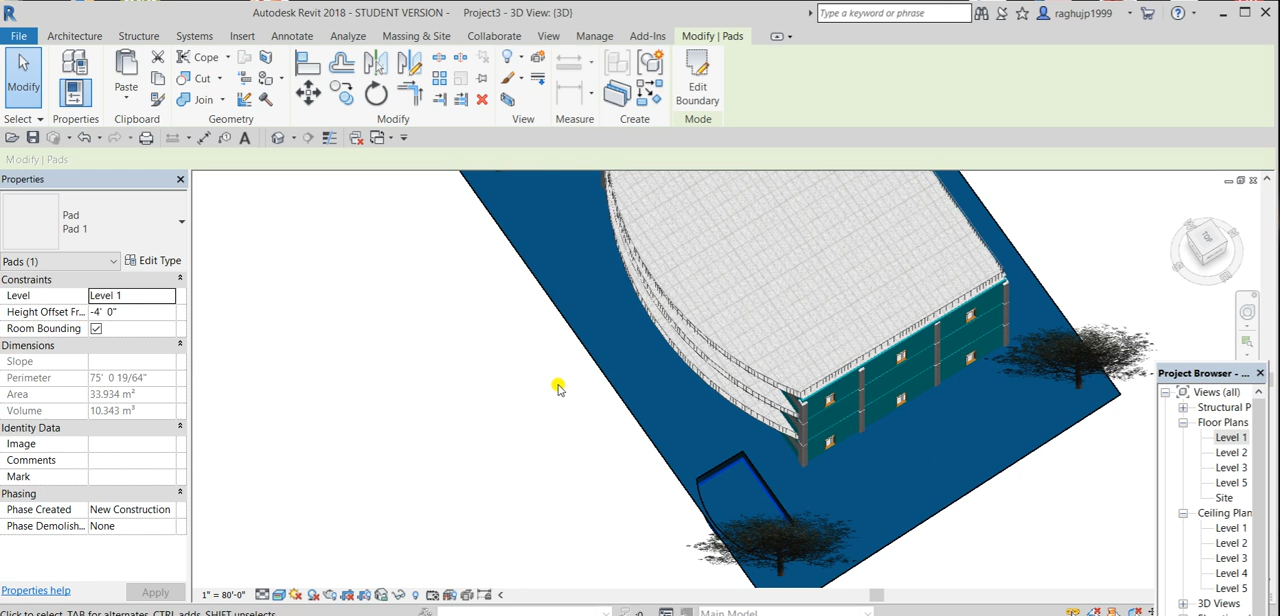 Autodesk Revit 2018 - STUDENT VERSION - Project3 - 3D View: {3D}
Type a keyword or phrase
raghujp1999
File Architecture Structure Systems Insert Annotate Analyze Massing & Site Collaborate View Manage Add-Ins Modify | Pads
Modify
Paste
Cope
Cut
Join
Edit
Boundary
Select Properties Clipboard Geometry Modify View Measure Create Mode
Modify | Pads
Properties
Pad
Pad 1
Pads (1) Edit Type
Constraints
Level Level 1
Height Offset Fr... -4' 0"
Room Bounding
Dimensions
Slope
Perimeter 75' 0 19/64"
Area 33.934 m²
Volume 10.343 m³
Identity Data
Image
Comments
Mark
Phasing
Phase Created New Construction
Phase Demolish... None
Properties help Apply
1" = 80'-0"
TOP
Project Browser - ...
Views (all)
Structural P
Floor Plans
Level 1
Level 2
Level 3
Level 5
Site
Ceiling Plan
Level 1
Level 2
Level 3
Level 4
Level 5
3D Views
Click to select, TAB for alternates, CTRL adds, SHIFT unselects.
:0
Main Model